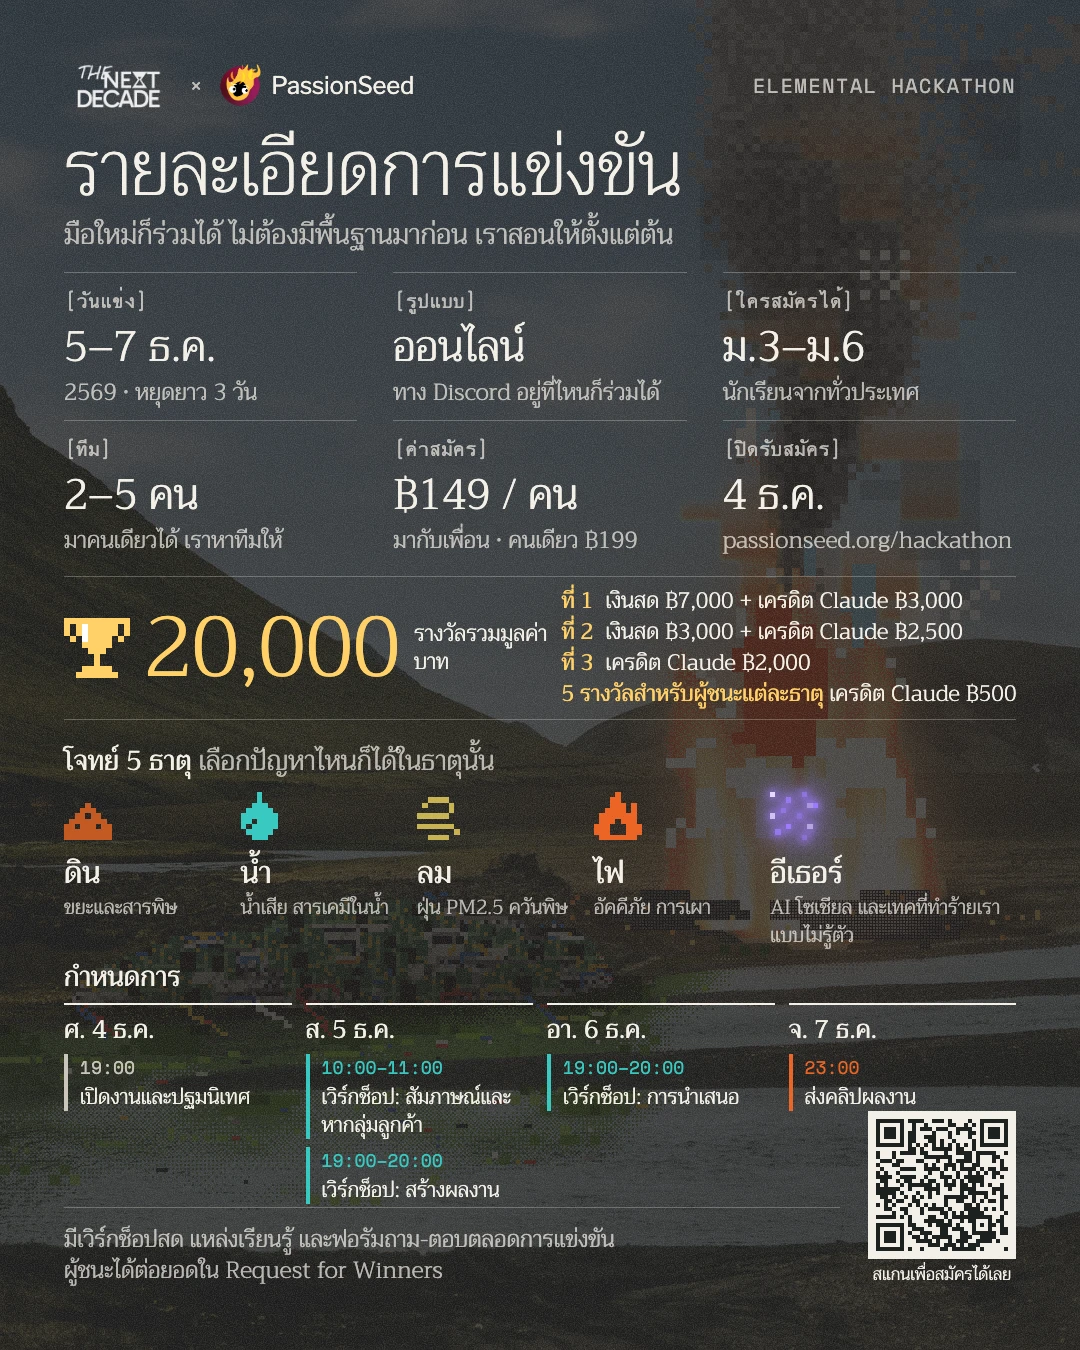 THE NEXT DECADE × PassionSeed
ELEMENTAL HACKATHON
รายละเอียดการแข่งขัน
มือใหม่ก็ร่วมได้ ไม่ต้องมีพื้นฐานมาก่อน เราสอนให้ตั้งแต่ต้น
[วันแข่ง]
5–7 ธ.ค.
2569 · หยุดยาว 3 วัน
[รูปแบบ]
ออนไลน์
ทาง Discord อยู่ที่ไหนก็ร่วมได้
[ใครสมัครได้]
ม.3–ม.6
นักเรียนจากทั่วประเทศ
[ทีม]
2–5 คน
มาคนเดียวได้ เราหาทีมให้
[ค่าสมัคร]
฿149 / คน
มากับเพื่อน · คนเดียว ฿199
[ปิดรับสมัคร]
4 ธ.ค.
passionseed.org/hackathon
20,000
รางวัลรวมมูลค่า
บาท
ที่ 1 เงินสด ฿7,000 + เครดิต Claude ฿3,000
ที่ 2 เงินสด ฿3,000 + เครดิต Claude ฿2,500
ที่ 3 เครดิต Claude ฿2,000
5 รางวัลสำหรับผู้ชนะแต่ละธาตุ เครดิต Claude ฿500
โจทย์ 5 ธาตุ เลือกปัญหาไหนก็ได้ในธาตุนั้น
ดิน
ขยะและสารพิษ
น้ำ
น้ำเสีย สารเคมีในน้ำ
ลม
ฝุ่น PM2.5 ควันพิษ
ไฟ
อัคคีภัย การเผา
อีเธอร์
AI โซเชียล และเทคที่ทำร้ายเรา
แบบไม่รู้ตัว
กำหนดการ
ศ. 4 ธ.ค.
19:00
เปิดงานและปฐมนิเทศ
ส. 5 ธ.ค.
10:00–11:00
เวิร์กช็อป: สัมภาษณ์และ
หากลุ่มลูกค้า
19:00–20:00
เวิร์กช็อป: สร้างผลงาน
อา. 6 ธ.ค.
19:00–20:00
เวิร์กช็อป: การนำเสนอ
จ. 7 ธ.ค.
23:00
ส่งคลิปผลงาน
มีเวิร์กช็อปสด แหล่งเรียนรู้ และฟอรัมถาม-ตอบตลอดการแข่งขัน
ผู้ชนะได้ต่อยอดใน Request for Winners
สแกนเพื่อสมัครได้เลย